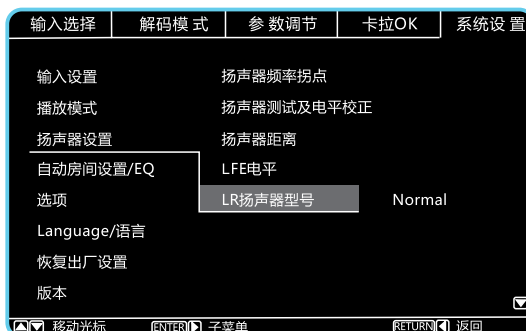 输入选择 解码模式 参数调节 卡拉OK 系统设置
输入设置 扬声器频率拐点
播放模式 扬声器测试及电平校正
扬声器设置 扬声器距离
自动房间设置/EQ LFE电平
选项 LR扬声器型号 Normal
Language/语言
恢复出厂设置
版本
移动光标 ENTER 子菜单 RETURN 返回